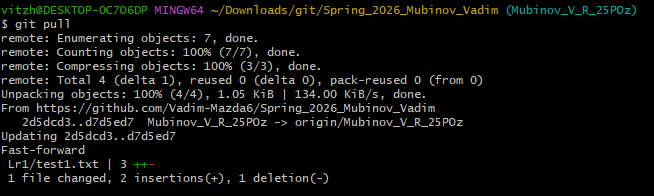 vitzh@DESKTOP-OC7O6DP MINGW64 ~/Downloads/git/Spring_2026_Mubinov_Vadim (Mubinov_V_R_25POz)
$ git pull
remote: Enumerating objects: 7, done.
remote: Counting objects: 100% (7/7), done.
remote: Compressing objects: 100% (3/3), done.
remote: Total 4 (delta 1), reused 0 (delta 0), pack-reused 0 (from 0)
Unpacking objects: 100% (4/4), 1.05 KiB | 134.00 KiB/s, done.
From https://github.com/Vadim-Mazda6/Spring_2026_Mubinov_Vadim
   2d5dcd3..d7d5ed7  Mubinov_V_R_25POz -> origin/Mubinov_V_R_25POz
Updating 2d5dcd3..d7d5ed7
Fast-forward
 Lr1/test1.txt | 3 ++-
 1 file changed, 2 insertions(+), 1 deletion(-)